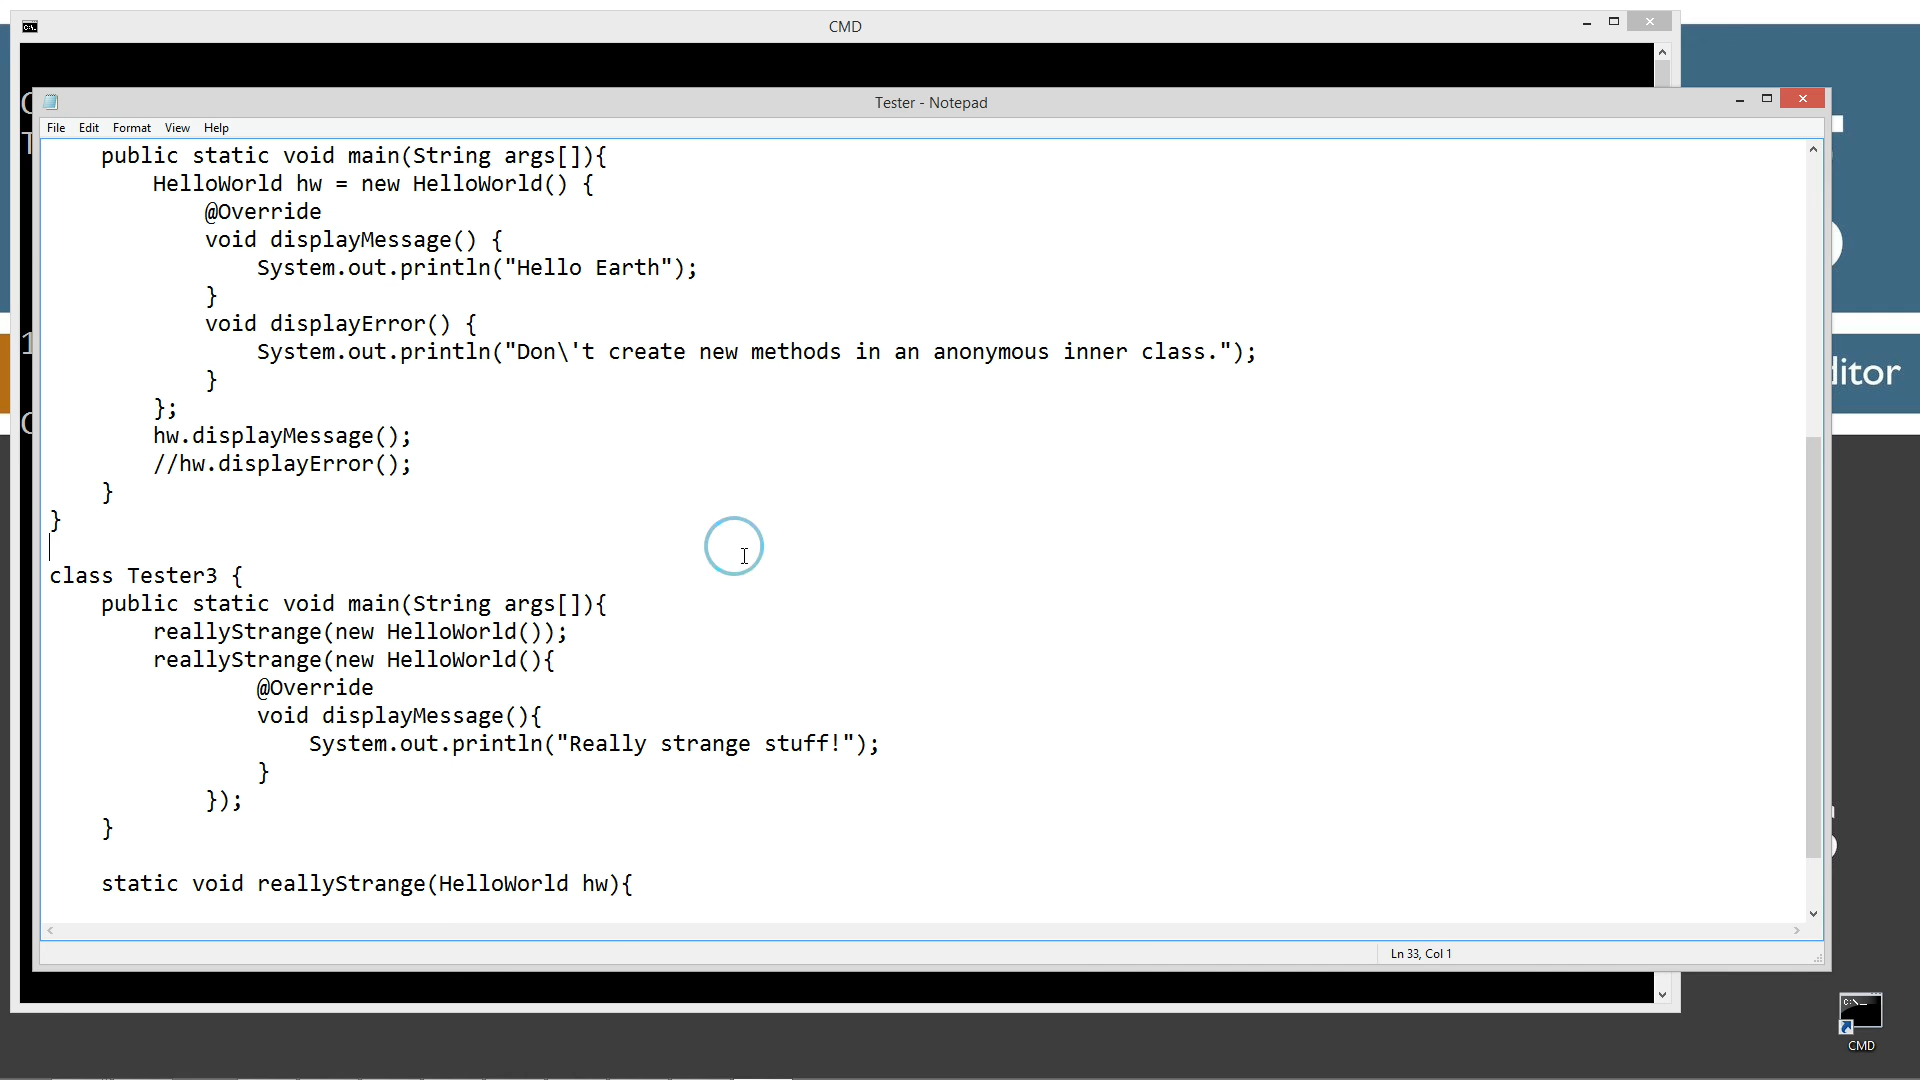 CMD
Tester - Notepad
File Edit Format View Help
public static void main(String args[]){
HelloWorld hw = new HelloWorld() {
@Override
void displayMessage() {
System.out.println("Hello Earth");
}
void displayError() {
System.out.println("Don\'t create new methods in an anonymous inner class.");
}
};
hw.displayMessage();
//hw.displayError();
}
}
class Tester3 {
public static void main(String args[]){
reallyStrange(new HelloWorld());
reallyStrange(new HelloWorld(){
@Override
void displayMessage(){
System.out.println("Really strange stuff!");
}
});
}
static void reallyStrange(HelloWorld hw){
Ln 33, Col 1
ditor
CMD